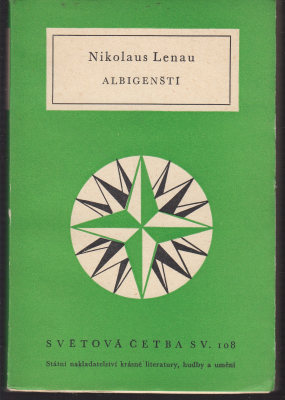 Nikolaus Lenau
ALBIGENŠTÍ
SVĚTOVÁ ČETBA SV. 108
Státní nakladatelství krásné literatury, hudby a umění